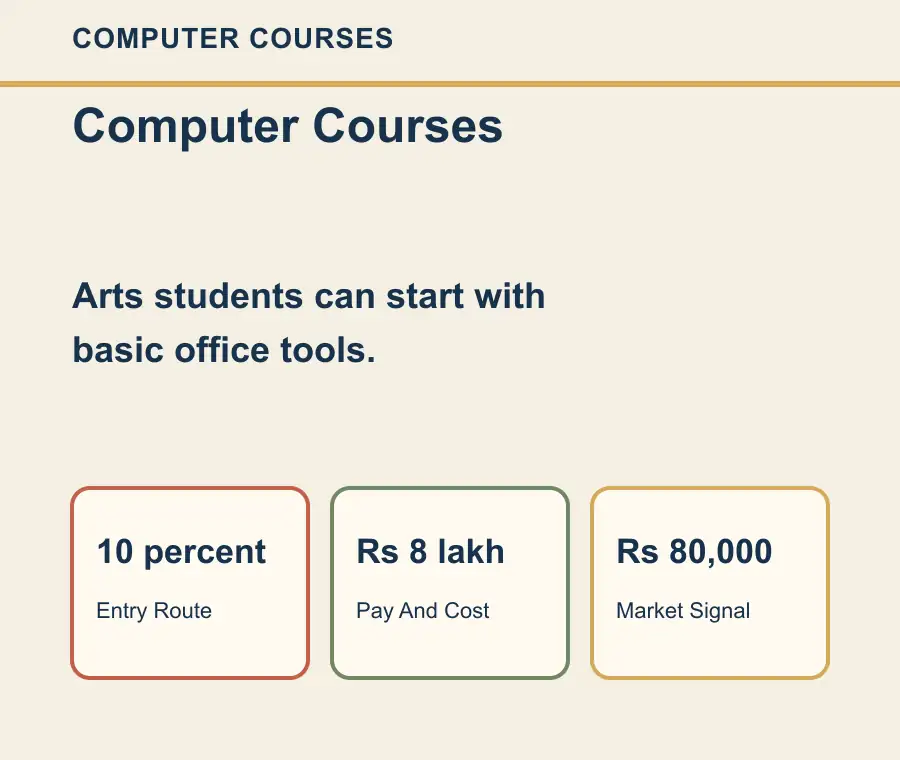 COMPUTER COURSES
Computer Courses
Arts students can start with
basic office tools.
10 percent
Entry Route
Rs 8 lakh
Pay And Cost
Rs 80,000
Market Signal